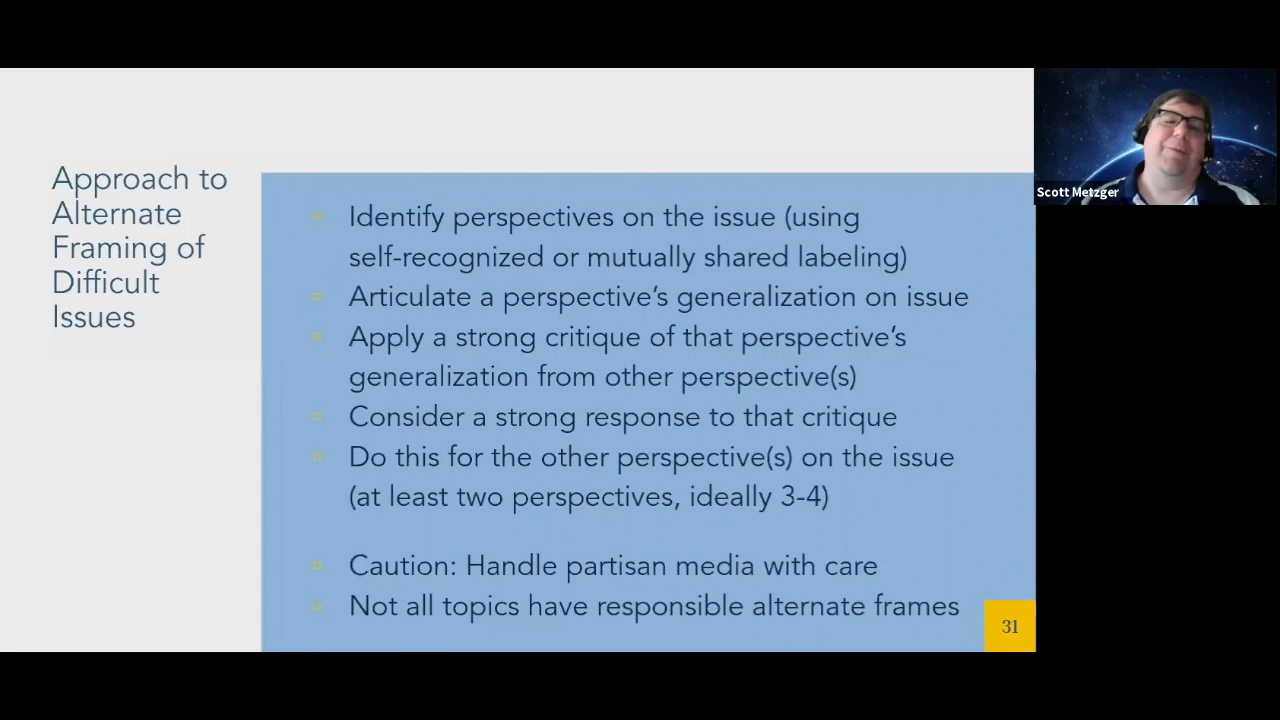 Approach to
Alternate
Framing of
Difficult
Issues
Identify perspectives on the issue (using
self-recognized or mutually shared labeling)
Articulate a perspective’s generalization on issue
Apply a strong critique of that perspective’s
generalization from other perspective(s)
Consider a strong response to that critique
Do this for the other perspective(s) on the issue
(at least two perspectives, ideally 3-4)
Caution: Handle partisan media with care
Not all topics have responsible alternate frames
31
Scott Metzger